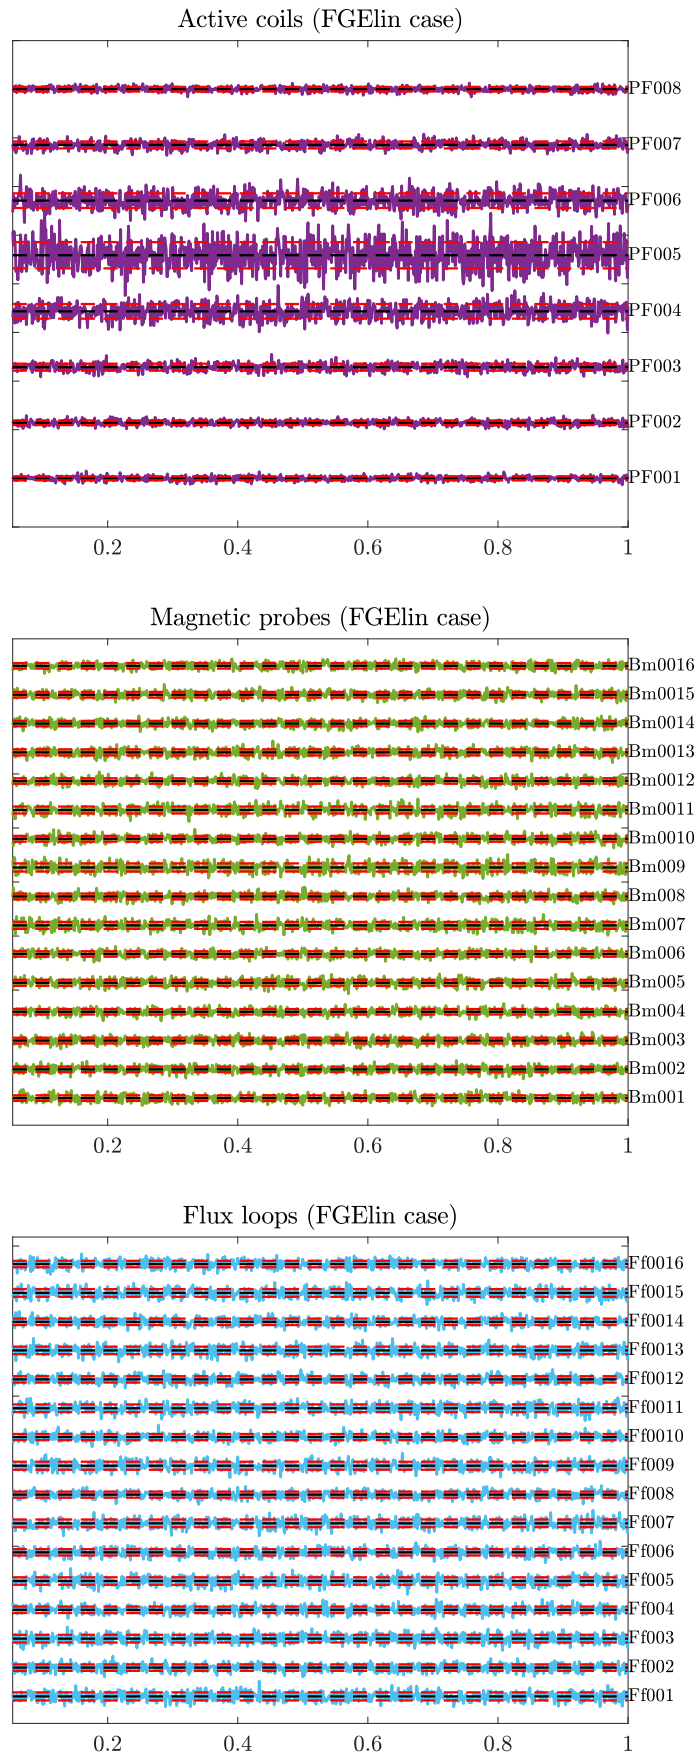 Active coils (FGElin case)
PF008
PF007
PF006
PF005
PF004
PF003
PF002
PF001
0.2 0.4 0.6 0.8 1
Magnetic probes (FGElin case)
Bm0016
Bm0015
Bm0014
Bm0013
Bm0012
Bm0011
Bm0010
Bm009
Bm008
Bm007
Bm006
Bm005
Bm004
Bm003
Bm002
Bm001
0.2 0.4 0.6 0.8 1
Flux loops (FGElin case)
Ff0016
Ff0015
Ff0014
Ff0013
Ff0012
Ff0011
Ff0010
Ff009
Ff008
Ff007
Ff006
Ff005
Ff004
Ff003
Ff002
Ff001
0.2 0.4 0.6 0.8 1